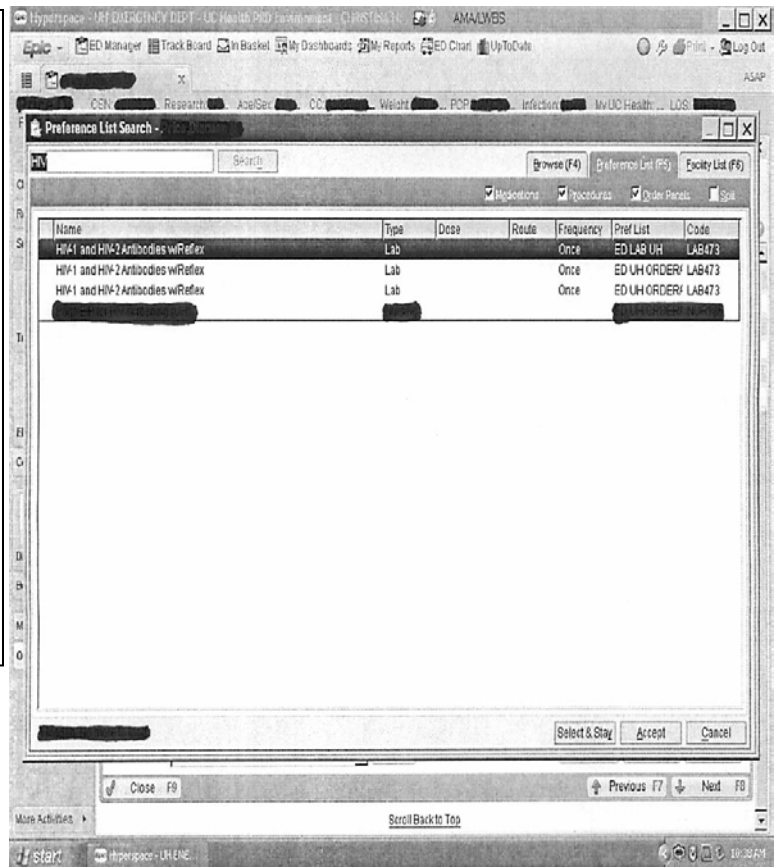 Hyperspace - UH EMERGENCY DEPT - UC Health PRD Environment - CHRISTEN AMA/LWBS
Epic - ED Manager Track Board In Basket My Dashboards My Reports ED Chart UpToDate Print - Log Out
x ASAP
CEN: Research: Age/Sex: CC: Weight: PCP: Infection: My UC Health: ... LOS:
Preference List Search -
HIV Search Browse (F4) Preference List (F5) Facility List (F6)
Medications Procedures Order Panels Split
Name Type Dose Route Frequency Pref List Code
HIV-1 and HIV-2 Antibodies w/Reflex Lab Once ED LAB UH LAB473
HIV-1 and HIV-2 Antibodies w/Reflex Lab Once ED UH ORDER LAB473
HIV-1 and HIV-2 Antibodies w/Reflex Lab Once ED UH ORDER LAB473
Select & Stay Accept Cancel
Close F9 Previous F7 Next F8
More Activities Scroll Back to Top
start Hyperspace - UH EME... 10:38 AM